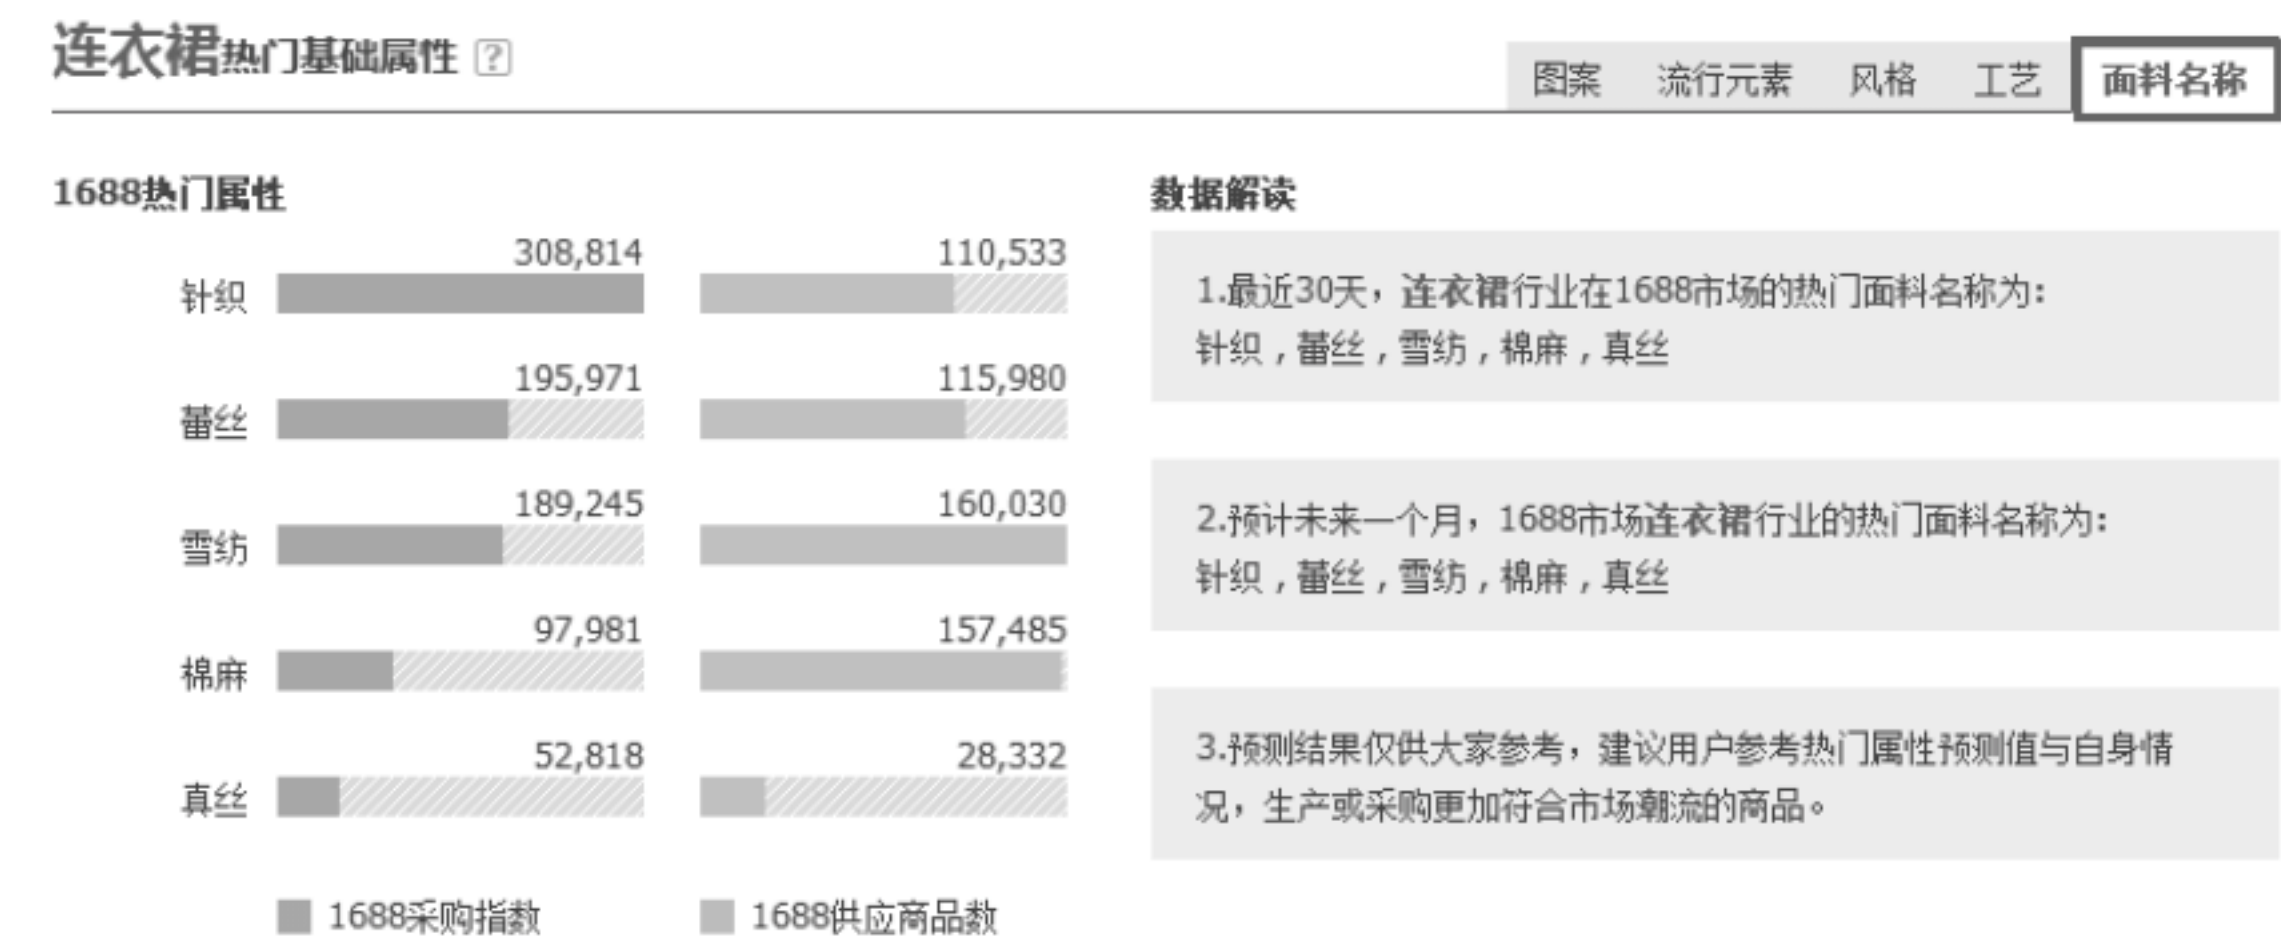 连衣裙热门基础属性 ?
图案 流行元素 风格 工艺 面料名称
1688热门属性
308,814 110,533
针织
195,971 115,980
蕾丝
189,245 160,030
雪纺
97,981 157,485
棉麻
52,818 28,332
真丝
1688采购指数 1688供应商品数
数据解读
1.最近30天，连衣裙行业在1688市场的热门面料名称为：
针织,蕾丝,雪纺,棉麻,真丝
2.预计未来一个月，1688市场连衣裙行业的热门面料名称为：
针织,蕾丝,雪纺,棉麻,真丝
3.预测结果仅供大家参考，建议用户参考热门属性预测值与自身情
况，生产或采购更加符合市场潮流的商品。